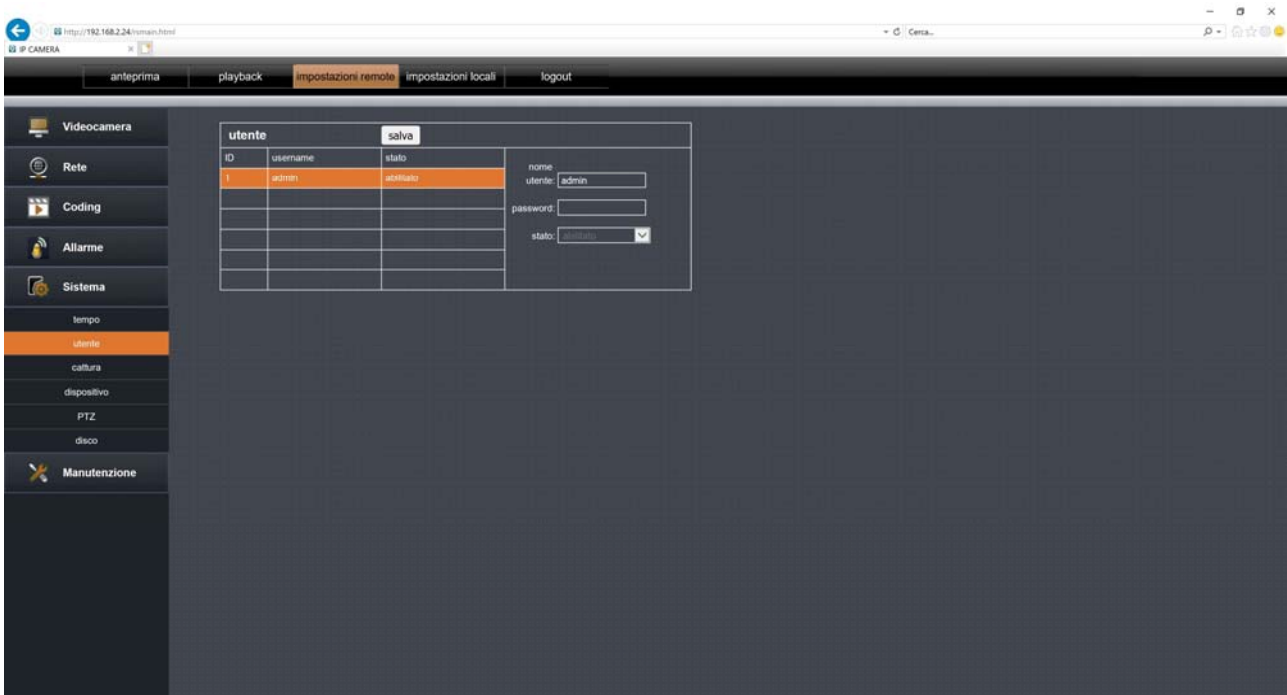 http://192.168.2.24/rsmain.html
Cerca...
IP CAMERA
anteprima playback impostazioni remote impostazioni locali logout
Videocamera
Rete
Coding
Allarme
Sistema
tempo
utente
cattura
dispositivo
PTZ
disco
Manutenzione
utente salva
ID username stato
1 admin abilitato
nome
utente: admin
password:
stato: abilitato